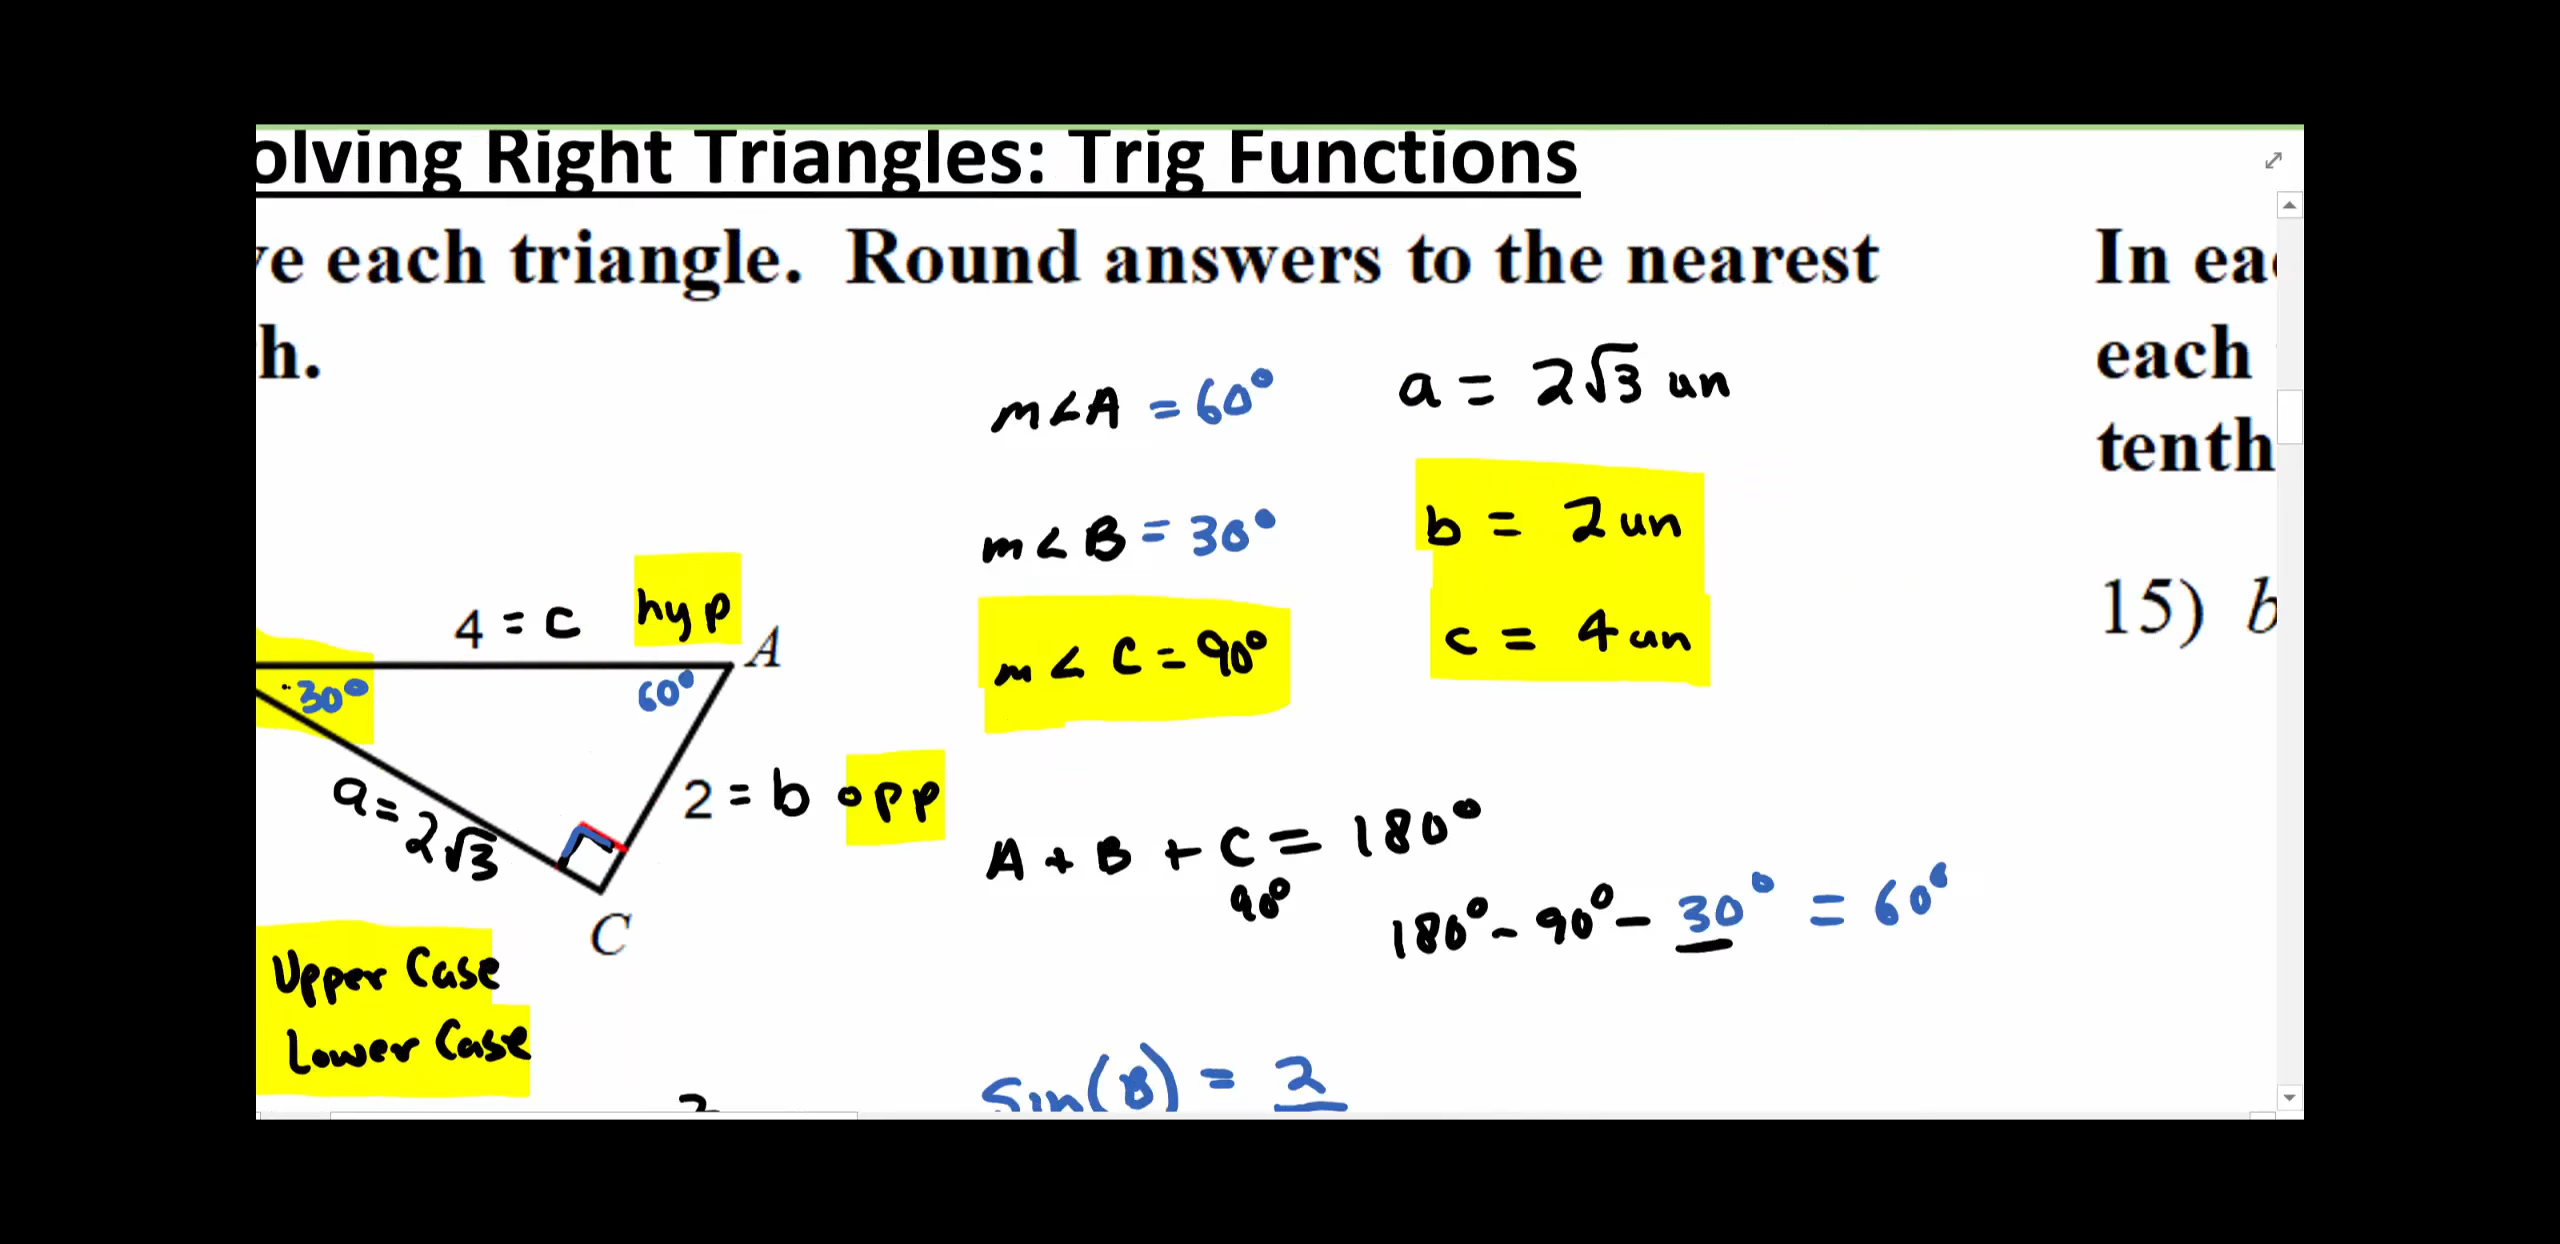 olving Right Triangles: Trig Functions
ve each triangle. Round answers to the nearest
h.
In ea
each
tenth
15) b
m∠A = 60°
a = 2√3 un
m∠B = 30°
b = 2 un
m∠C = 90°
c = 4 un
4 = c hyp
A
30°
60°
a = 2√3
2 = b opp
C
A + B + C = 180°
90°
180° - 90° - 30° = 60°
Upper Case
Lower Case
Sin(B) = 2